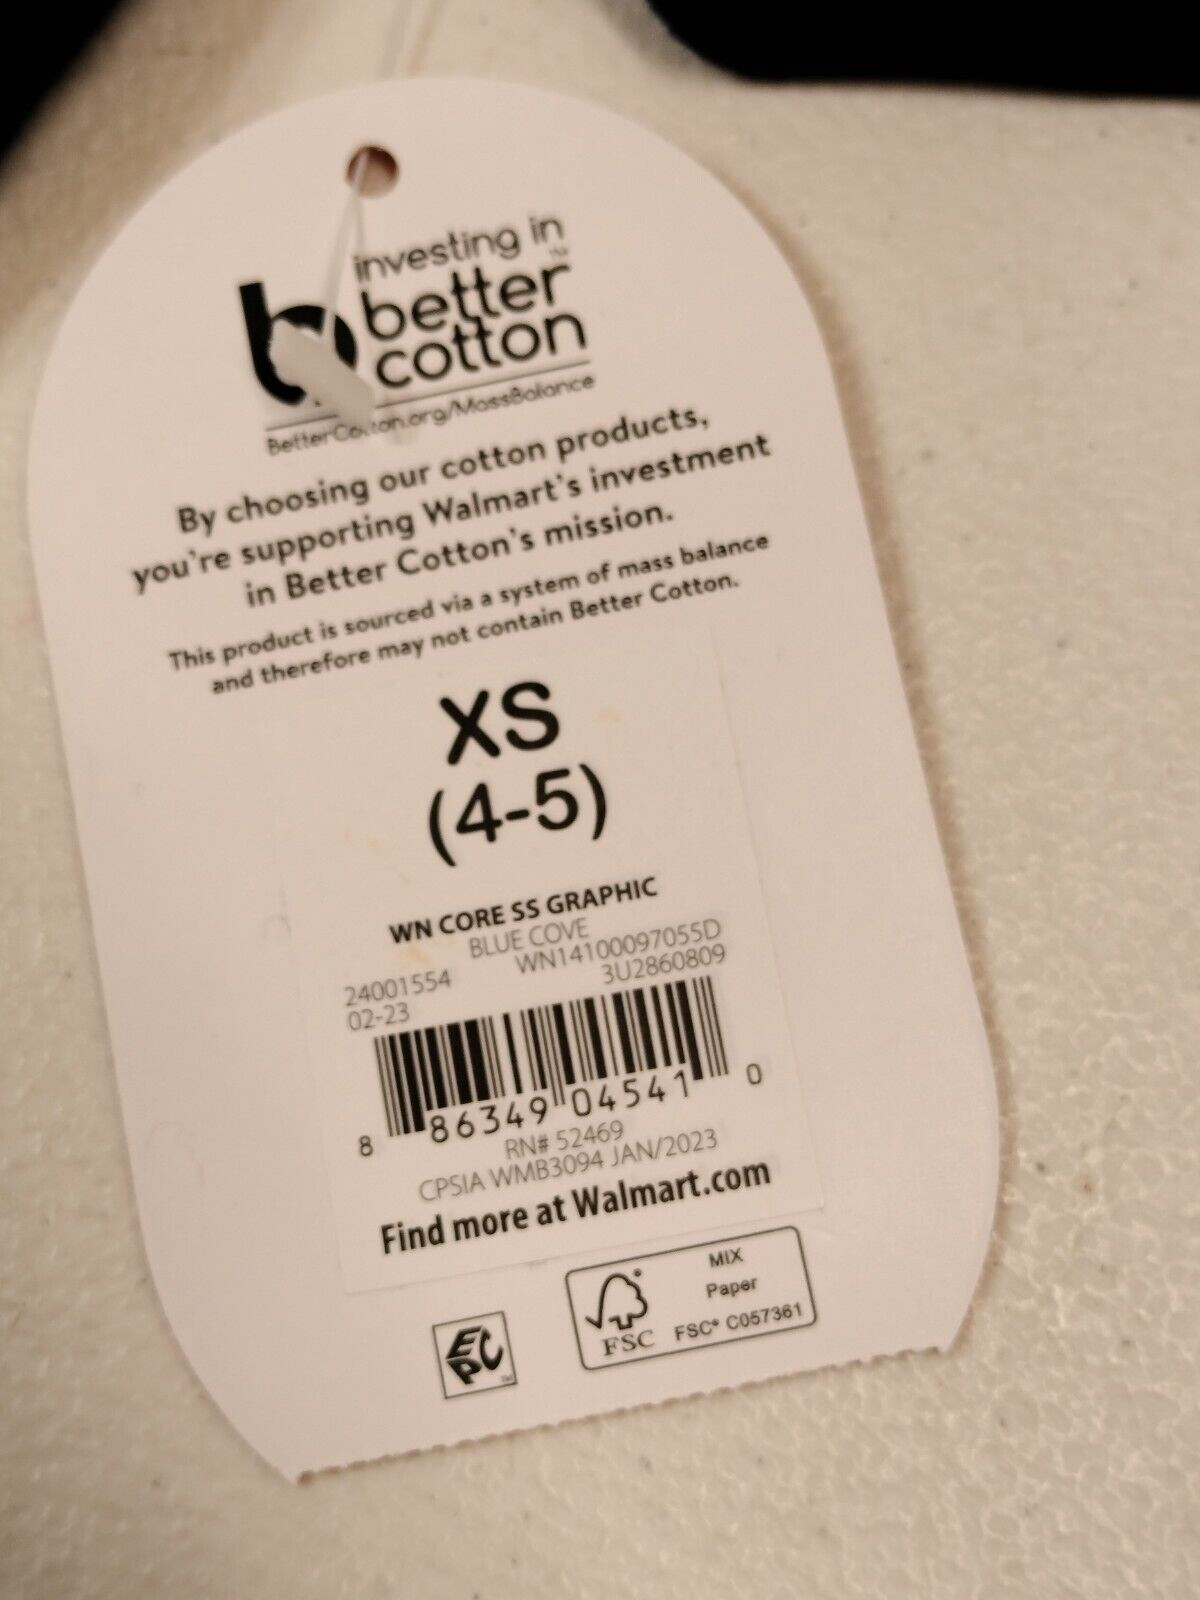 investing in
better™
cotton
BetterCotton.org/MassBalance
By choosing our cotton products,
you're supporting Walmart's investment
in Better Cotton's mission.
This product is sourced via a system of mass balance
and therefore may not contain Better Cotton.
XS
(4-5)
WN CORE SS GRAPHIC
BLUE COVE
24001554 WN14100097055D
02-23 3U2860809
8 86349 04541 0
RN# 52469
CPSIA WMB3094 JAN/2023
Find more at Walmart.com
EPC™
FSC
MIX
Paper
FSC® C057361